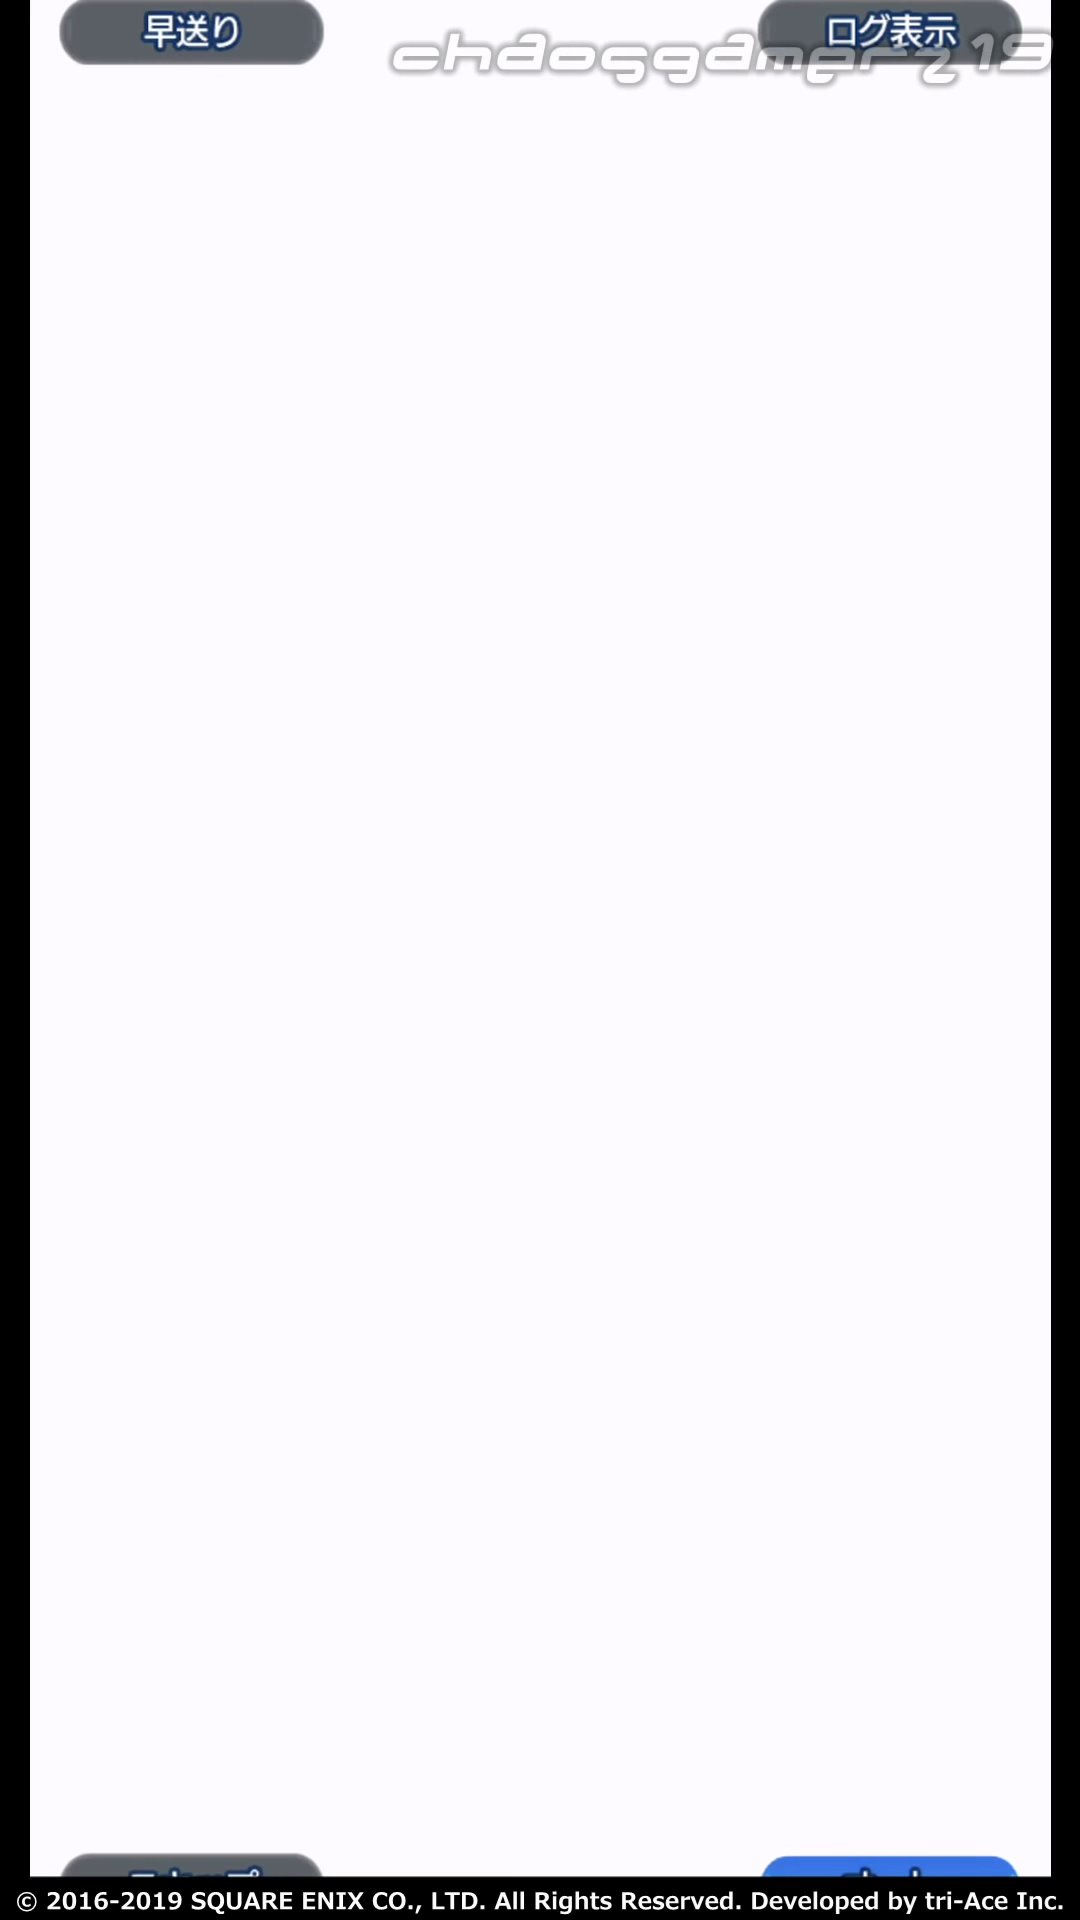 早送り
ログ表示
chaosgamerz19
© 2016-2019 SQUARE ENIX CO., LTD. All Rights Reserved. Developed by tri-Ace Inc.